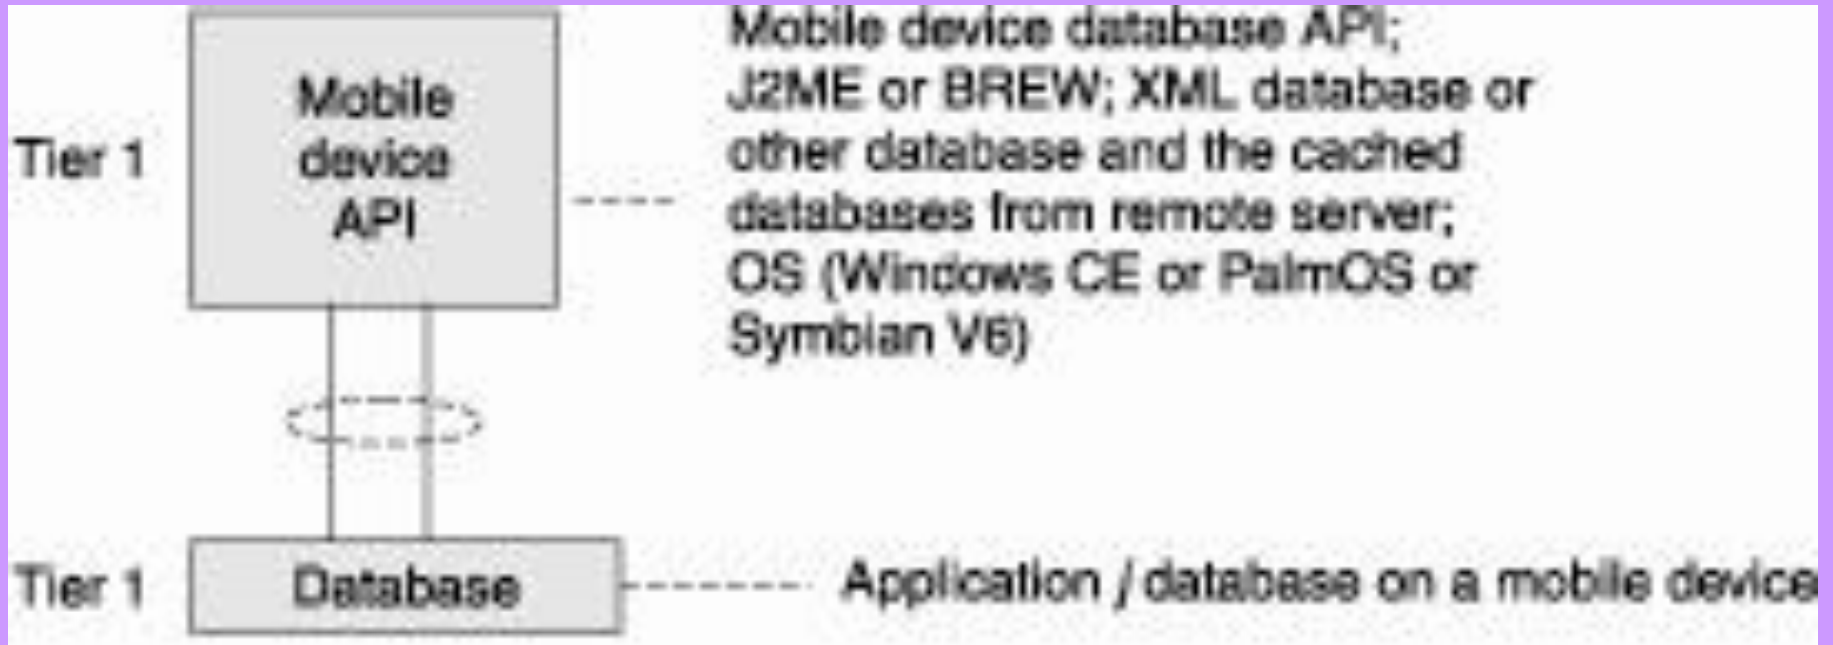 Mobile device database API;
J2ME or BREW; XML database or
other database and the cached
databases from remote server;
OS (Windows CE or PalmOS or
Symbian V6)
Tier 1
Mobile
device
API
Tier 1
Database
Application / database on a mobile device